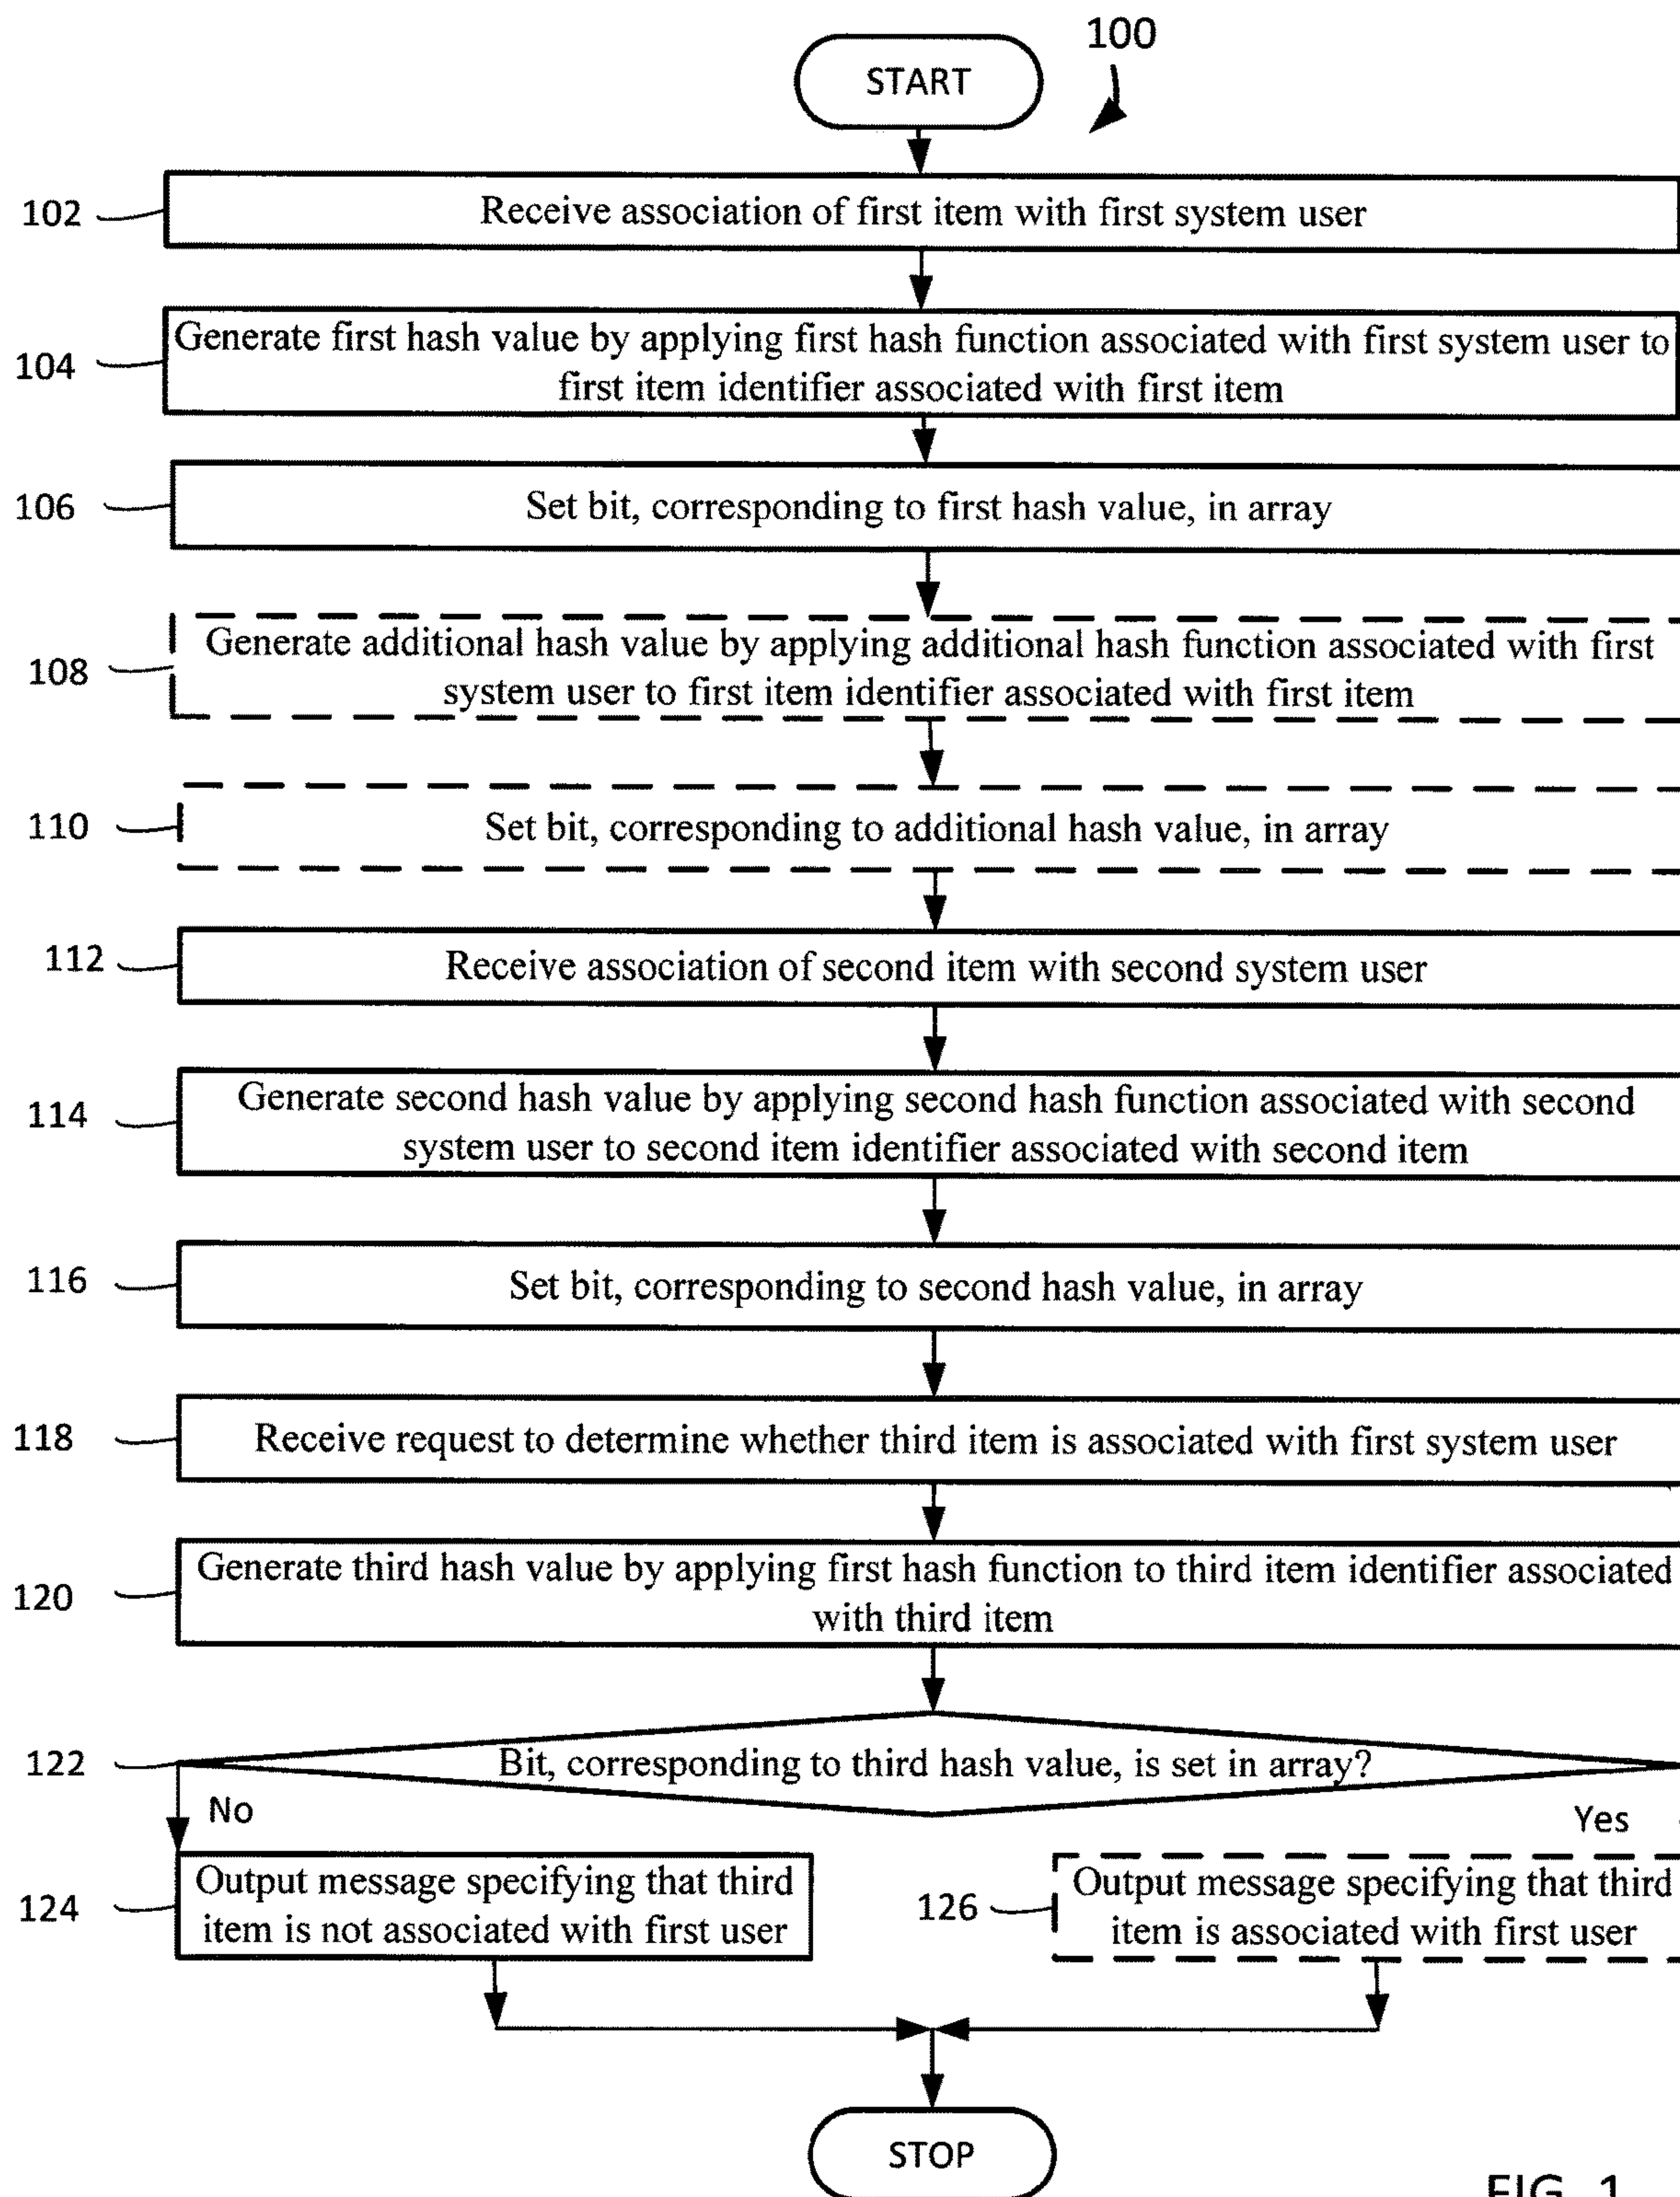 START
100
102
Receive association of first item with first system user
104
Generate first hash value by applying first hash function associated with first system user to
first item identifier associated with first item
106
Set bit, corresponding to first hash value, in array
108
Generate additional hash value by applying additional hash function associated with first
system user to first item identifier associated with first item
110
Set bit, corresponding to additional hash value, in array
112
Receive association of second item with second system user
114
Generate second hash value by applying second hash function associated with second
system user to second item identifier associated with second item
116
Set bit, corresponding to second hash value, in array
118
Receive request to determine whether third item is associated with first system user
120
Generate third hash value by applying first hash function to third item identifier associated
with third item
122
Bit, corresponding to third hash value, is set in array?
No
Yes
124
Output message specifying that third
item is not associated with first user
126
Output message specifying that third
item is associated with first user
STOP
FIG. 1